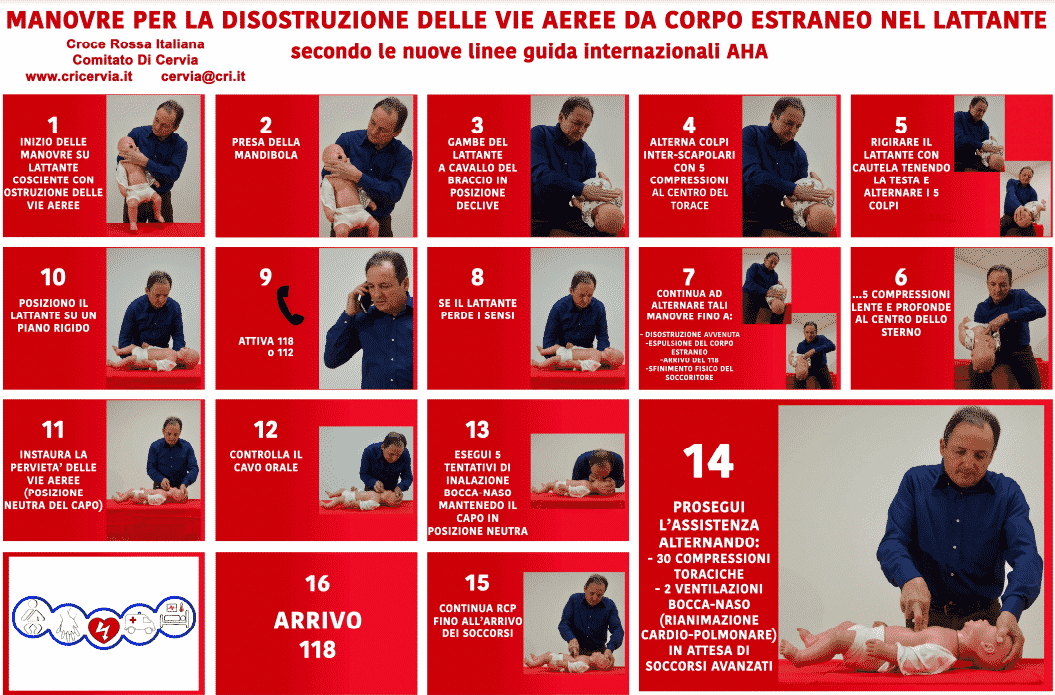 MANOVRE PER LA DISOSTRUZIONE DELLE VIE AEREE DA CORPO ESTRANEO NEL LATTANTE
secondo le nuove linee guida internazionali AHA
Croce Rossa Italiana
Comitato Di Cervia
www.cricervia.it cervia@cri.it
1
INIZIO DELLE
MANOVRE SU
LATTANTE
COSCIENTE CON
OSTRUZIONE DELLE
VIE AEREE
2
PRESA DELLA
MANDIBOLA
3
GAMBE DEL
LATTANTE
A CAVALLO DEL
BRACCIO IN
POSIZIONE
DECLIVE
4
ALTERNA COLPI
INTER-SCAPOLARI
CON 5
COMPRESSIONI
AL CENTRO DEL
TORACE
5
RIGIRARE IL
LATTANTE CON
CAUTELA TENENDO
LA TESTA E
ALTERNARE I 5
COLPI
6
...5 COMPRESSIONI
LENTE E PROFONDE
AL CENTRO DELLO
STERNO
7
CONTINUA AD
ALTERNARE TALI
MANOVRE FINO A:
- DISOSTRUZIONE AVVENUTA
-ESPULSIONE DEL CORPO
ESTRANEO
-ARRIVO DEL 118
-SFINIMENTO FISICO DEL
SOCCORITORE
8
SE IL LATTANTE
PERDE I SENSI
9
ATTIVA 118
o 112
10
POSIZIONO IL
LATTANTE SU UN
PIANO RIGIDO
11
INSTAURA LA
PERVIETA' DELLE
VIE AEREE
(POSIZIONE
NEUTRA DEL CAPO)
12
CONTROLLA IL
CAVO ORALE
13
ESEGUI 5
TENTATIVI DI
INALAZIONE
BOCCA-NASO
MANTENEDO IL
CAPO IN
POSIZIONE NEUTRA
14
PROSEGUI
L'ASSISTENZA
ALTERNANDO:
- 30 COMPRESSIONI
TORACICHE
- 2 VENTILAZIONI
BOCCA-NASO
(RIANIMAZIONE
CARDIO-POLMONARE)
IN ATTESA DI
SOCCORSI AVANZATI
15
CONTINUA RCP
FINO ALL'ARRIVO
DEI SOCCORSI
16
ARRIVO
118